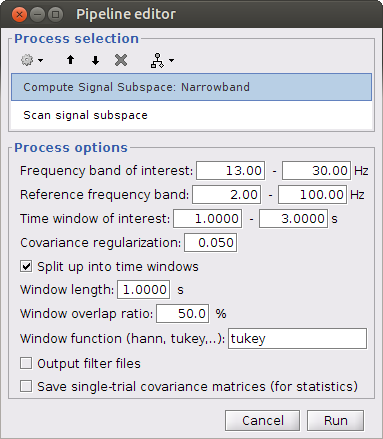 Pipeline editor
Process selection
Compute Signal Subspace: Narrowband
Scan signal subspace
Process options
Frequency band of interest: 13.00 - 30.00 Hz
Reference frequency band: 2.00 - 100.00 Hz
Time window of interest: 1.0000 - 3.0000 s
Covariance regularization: 0.050
Split up into time windows
Window length: 1.0000 s
Window overlap ratio: 50.0 %
Window function (hann, tukey,..): tukey
Output filter files
Save single-trial covariance matrices (for statistics)
Cancel Run